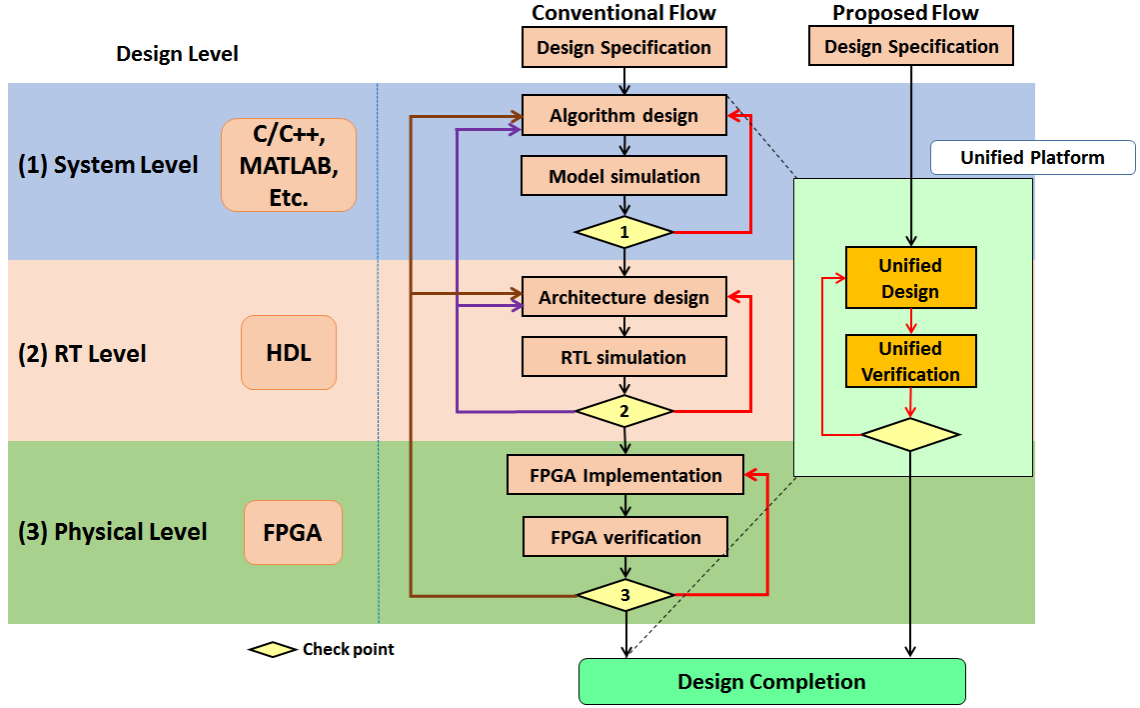 Conventional Flow
Proposed Flow
Design Level
Design Specification
Design Specification
(1) System Level
C/C++,
MATLAB,
Etc.
Algorithm design
Model simulation
1
Unified Platform
(2) RT Level
HDL
Architecture design
RTL simulation
2
Unified
Design
Unified
Verification
(3) Physical Level
FPGA
FPGA Implementation
FPGA verification
3
Check point
Design Completion